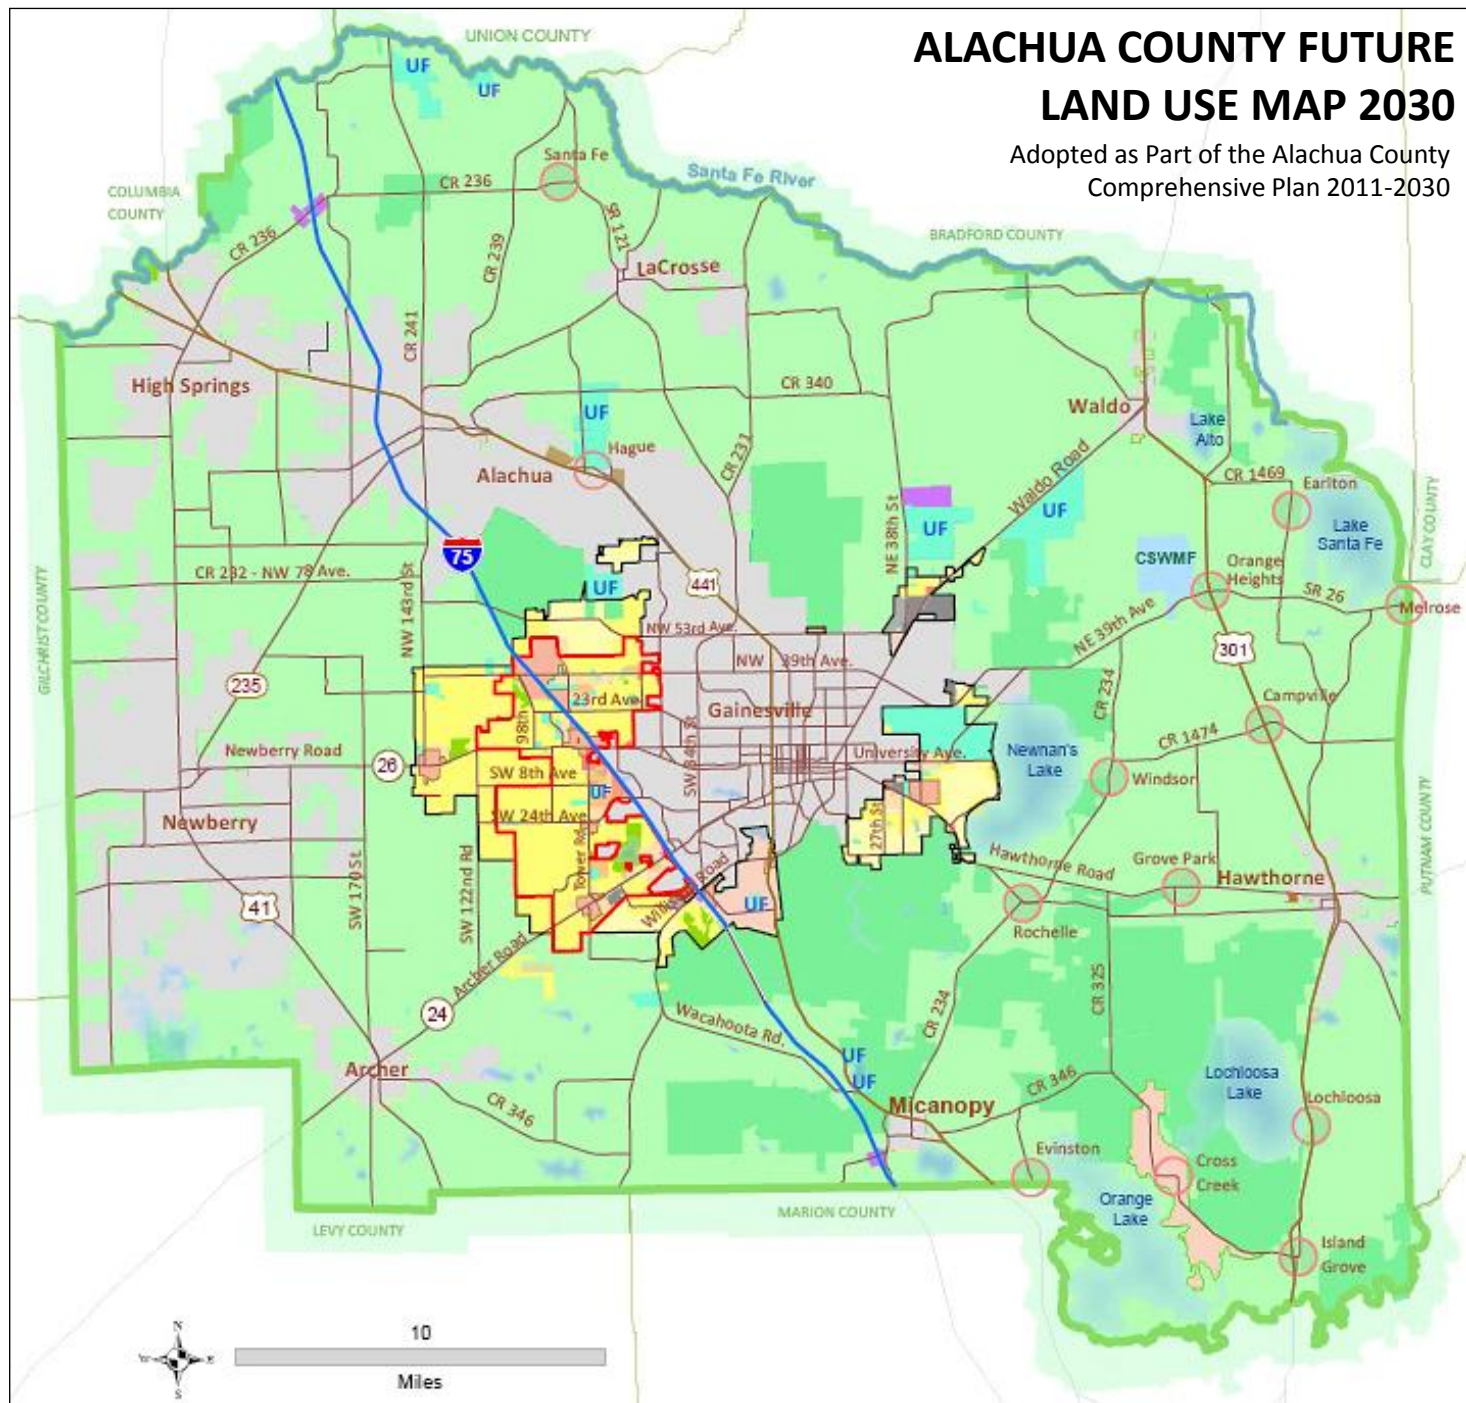 ALACHUA COUNTY FUTURE
LAND USE MAP 2030
Adopted as Part of the Alachua County
Comprehensive Plan 2011-2030
UNION COUNTY
UF
UF
Santa Fe
Santa Fe River
COLUMBIA
COUNTY
CR 236
CR 236
SR 121
CR 239
BRADFORD COUNTY
LaCrosse
CR 241
High Springs
CR 340
Waldo
Lake
Alto
UF
Hague
Alachua
CR 231
Waldo Road
CR 1469
Earlton
NE 38th St
UF
UF
Lake
Santa Fe
CLAY COUNTY
75
CSWMF
Orange
Heights
CR 232 - NW 78 Ave.
NW 143rd St
UF
441
SR 26
Melrose
GILCHRIST COUNTY
NW 53rd Ave.
NE 39th Ave
301
NW 39th Ave.
235
23rd Ave
CR 234
Campville
Gainesville
98th
SW 34th St
Newberry Road
26
University Ave.
Newnan's
Lake
CR 1474
SW 8th Ave
UF
Windsor
SW 24th Ave
Newberry
27th St
PUTNAM COUNTY
Tower Rd
SW 170 St
SW 122nd Rd
Hawthorne Road
Grove Park
Hawthorne
41
Williston Road
UF
Rochelle
Archer Road
CR 325
24
CR 234
Wacahoota Rd.
UF
UF
Archer
CR 346
Lochloosa
Lake
CR 346
Micanopy
Lochloosa
Evinston
Cross
Creek
Orange
Lake
MARION COUNTY
LEVY COUNTY
Island
Grove
N
W
E
S
10
Miles